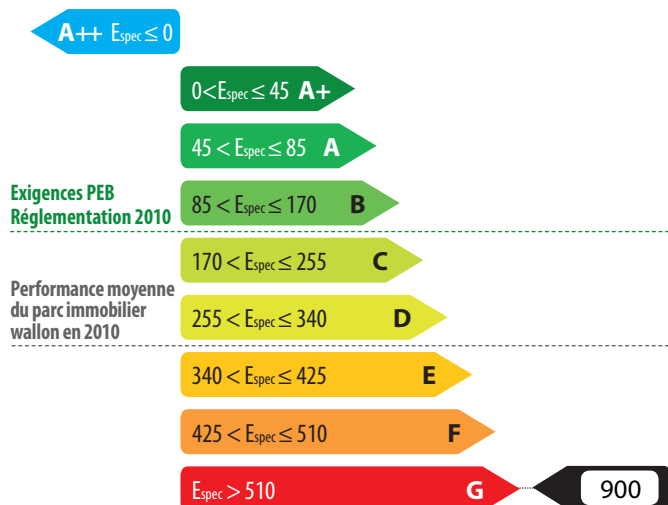 A++ Espec ≤ 0
0<Espec ≤ 45 A+
45 < Espec ≤ 85 A
Exigences PEB
Réglementation 2010
85 < Espec ≤ 170 B
170 < Espec ≤ 255 C
Performance moyenne
du parc immobilier
wallon en 2010
255 < Espec ≤ 340 D
340 < Espec ≤ 425 E
425 < Espec ≤ 510 F
Espec > 510 G 900